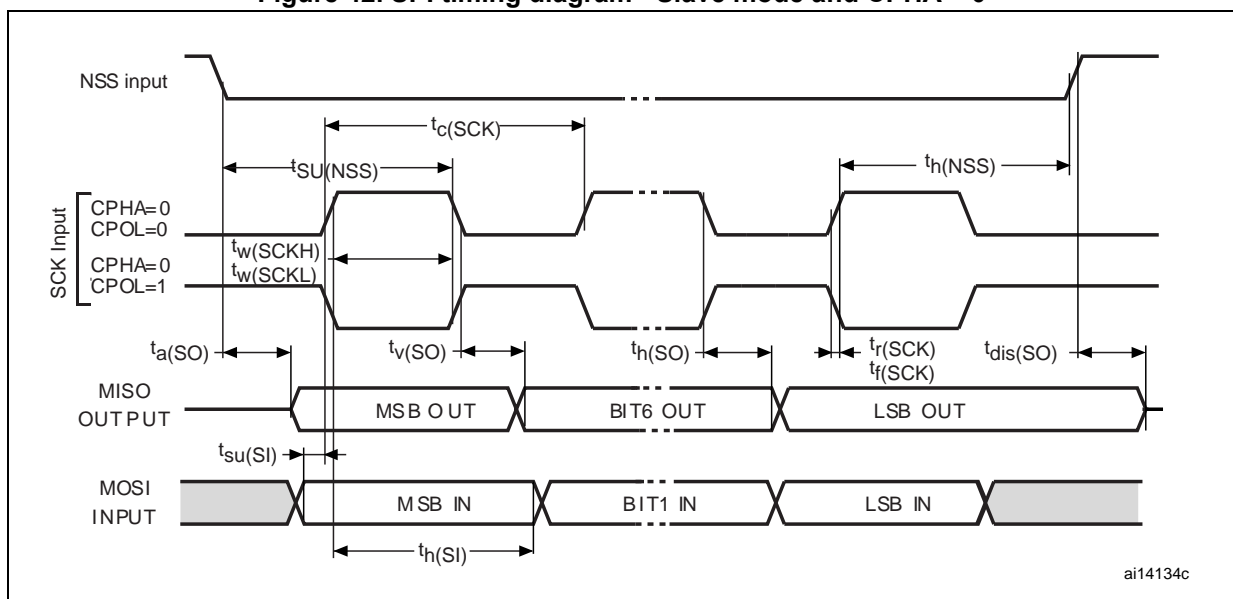 Figure 42. SPI timing diagram - slave mode and CPHA = 0
NSS input
tc(SCK)
tSU(NSS)
th(NSS)
SCK Input
CPHA=0
CPOL=0
tw(SCKH)
tw(SCKL)
CPHA=0
CPOL=1
ta(SO)
tv(SO)
th(SO)
tr(SCK)
tf(SCK)
tdis(SO)
MISO
OUTPUT
MSB OUT
BIT6 OUT
LSB OUT
tsu(SI)
MOSI
INPUT
MSB IN
BIT1 IN
LSB IN
th(SI)
ai14134c